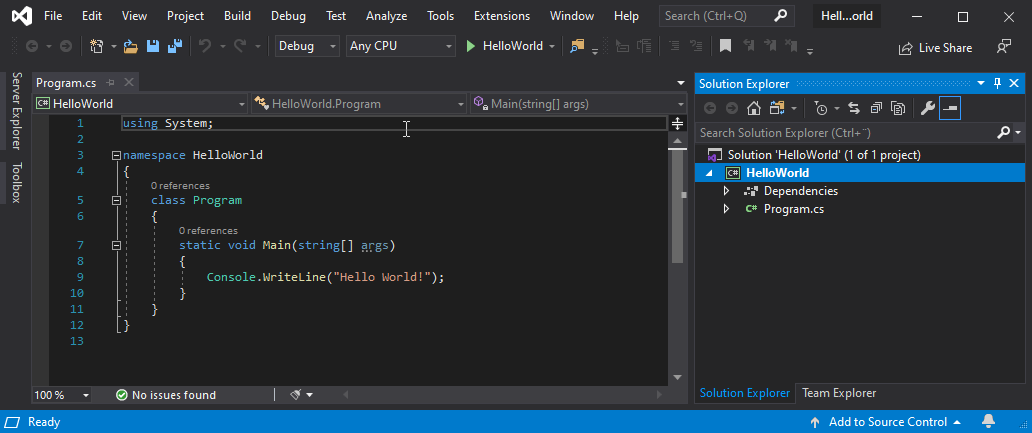 File Edit View Project Build Debug Test Analyze Tools Extensions Window Help Search (Ctrl+Q) Hell...orld
Debug Any CPU HelloWorld Live Share
Server Explorer
Toolbox
Program.cs
HelloWorld HelloWorld.Program Main(string[] args)
1 using System;
2
3 namespace HelloWorld
4 {
0 references
5 class Program
6 {
0 references
7 static void Main(string[] args)
8 {
9 Console.WriteLine("Hello World!");
10 }
11 }
12 }
13
100 % No issues found
Solution Explorer
Search Solution Explorer (Ctrl+¨)
Solution 'HelloWorld' (1 of 1 project)
C# HelloWorld
Dependencies
C# Program.cs
Solution Explorer Team Explorer
Ready Add to Source Control